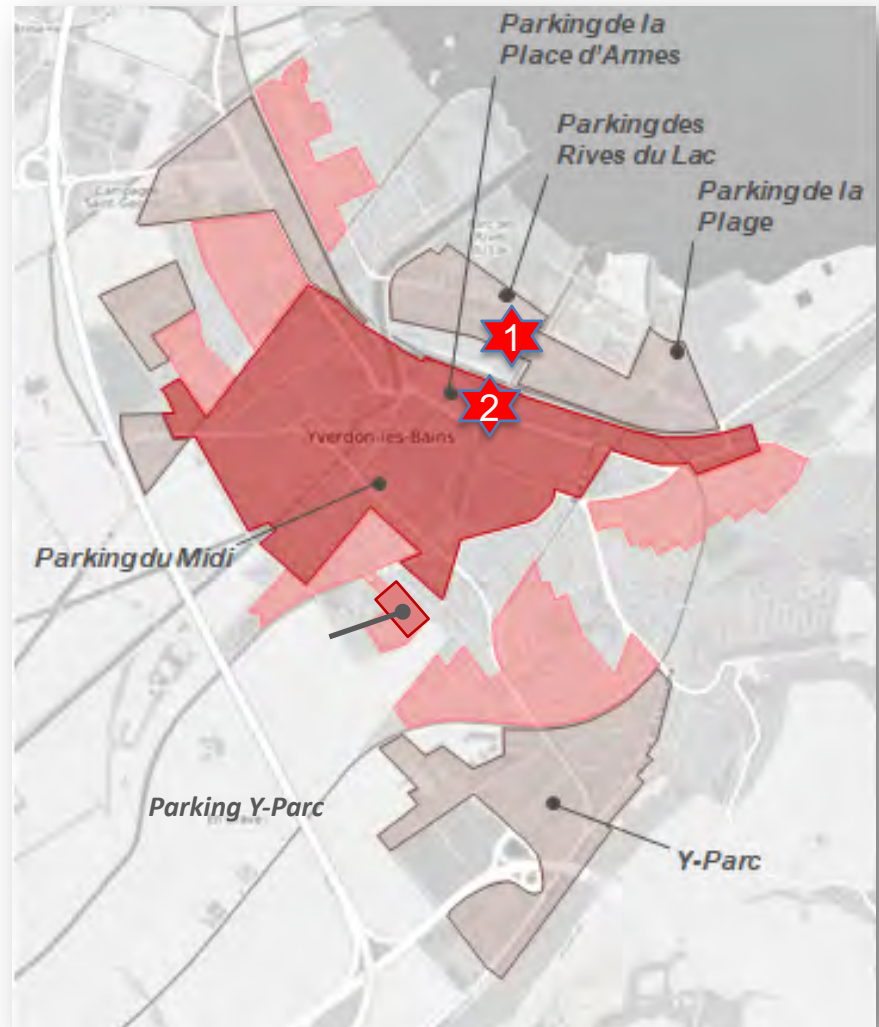 Parking de la
Place d'Armes
Parking des
Rives du Lac
Parking de la
Plage
1
2
Yverdon-les-Bains
Parking du Midi
Parking Y-Parc
Y-Parc